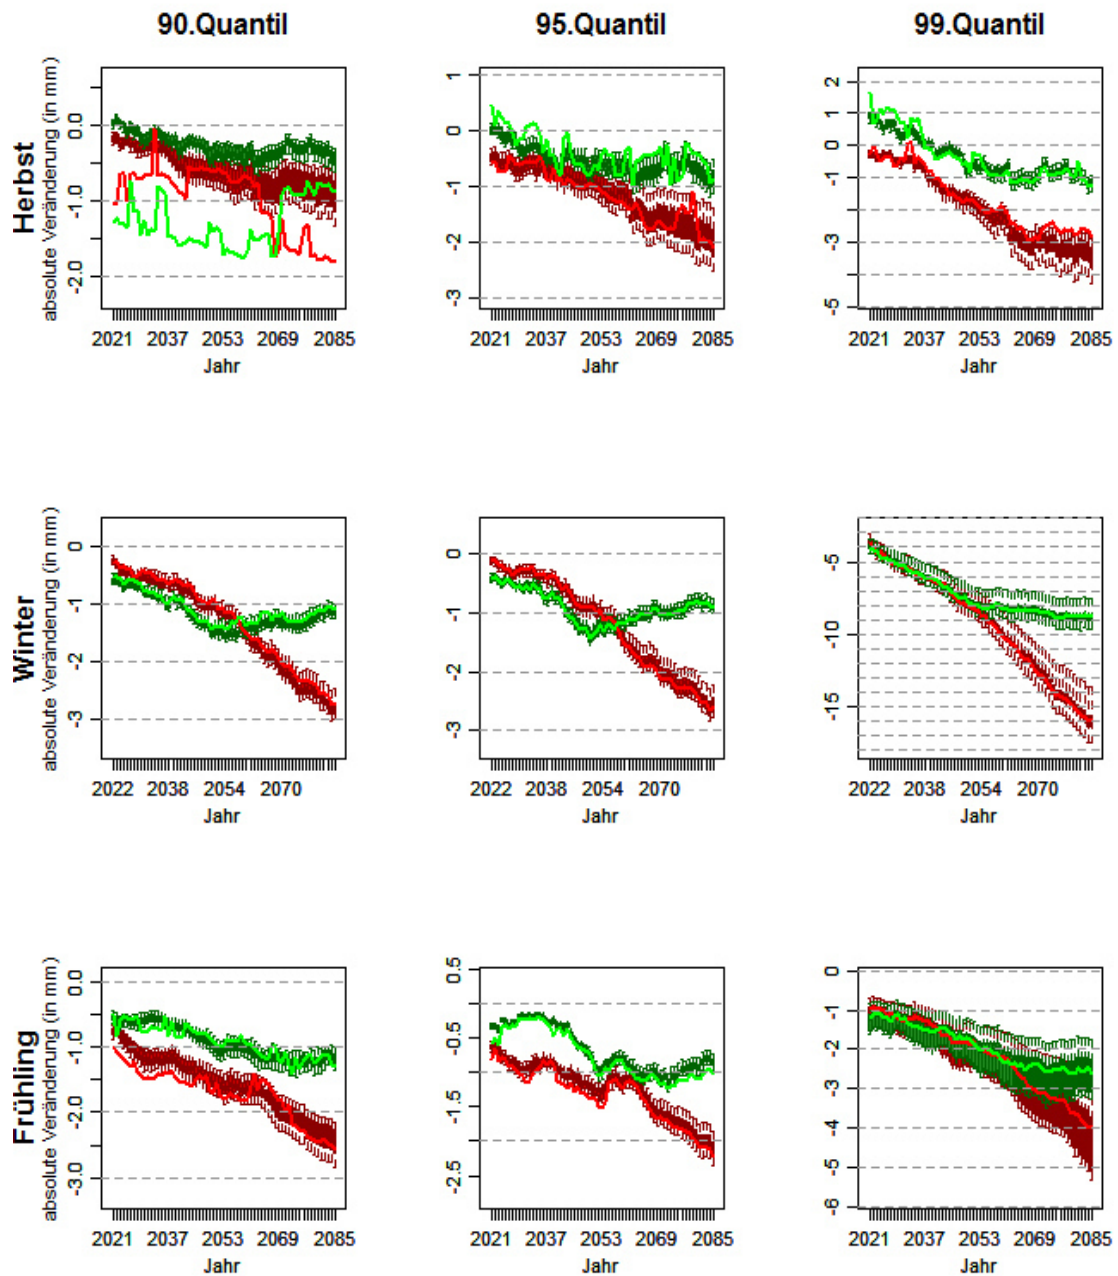 90.Quantil 95.Quantil 99.Quantil
Herbst
absolute Veränderung (in mm)
0.0
-1.0
-2.0
2021 2037 2053 2069 2085
Jahr
1
0
-1
-2
-3
2021 2037 2053 2069 2085
Jahr
2
1
0
-1
-3
-5
2021 2037 2053 2069 2085
Jahr
Winter
absolute Veränderung (in mm)
0
-1
-2
-3
2022 2038 2054 2070
Jahr
0
-1
-2
-3
2022 2038 2054 2070
Jahr
-5
-10
-15
2022 2038 2054 2070
Jahr
Frühling
absolute Veränderung (in mm)
0.0
-1.0
-2.0
-3.0
2021 2037 2053 2069 2085
Jahr
0.5
-0.5
-1.5
-2.5
2021 2037 2053 2069 2085
Jahr
0
-1
-2
-3
-4
-5
-6
2021 2037 2053 2069 2085
Jahr